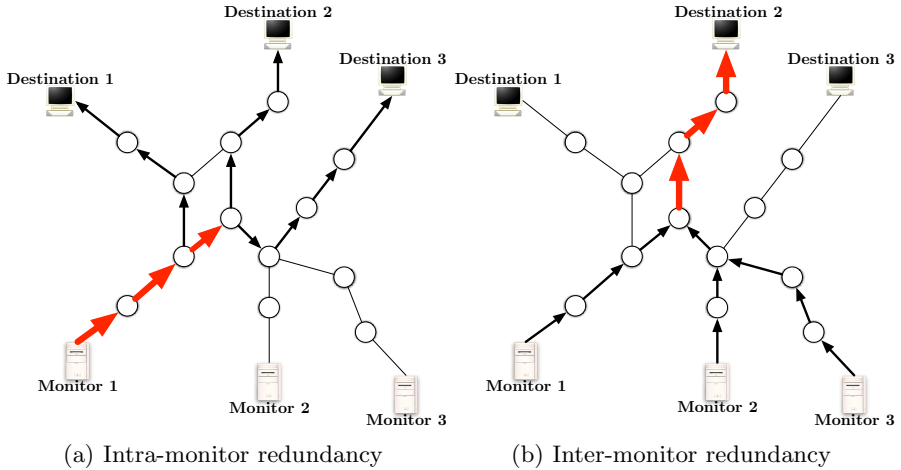 Destination 2
Destination 1
Destination 3
Monitor 1
Monitor 2
Monitor 3
(a) Intra-monitor redundancy
Destination 2
Destination 1
Destination 3
Monitor 1
Monitor 2
Monitor 3
(b) Inter-monitor redundancy